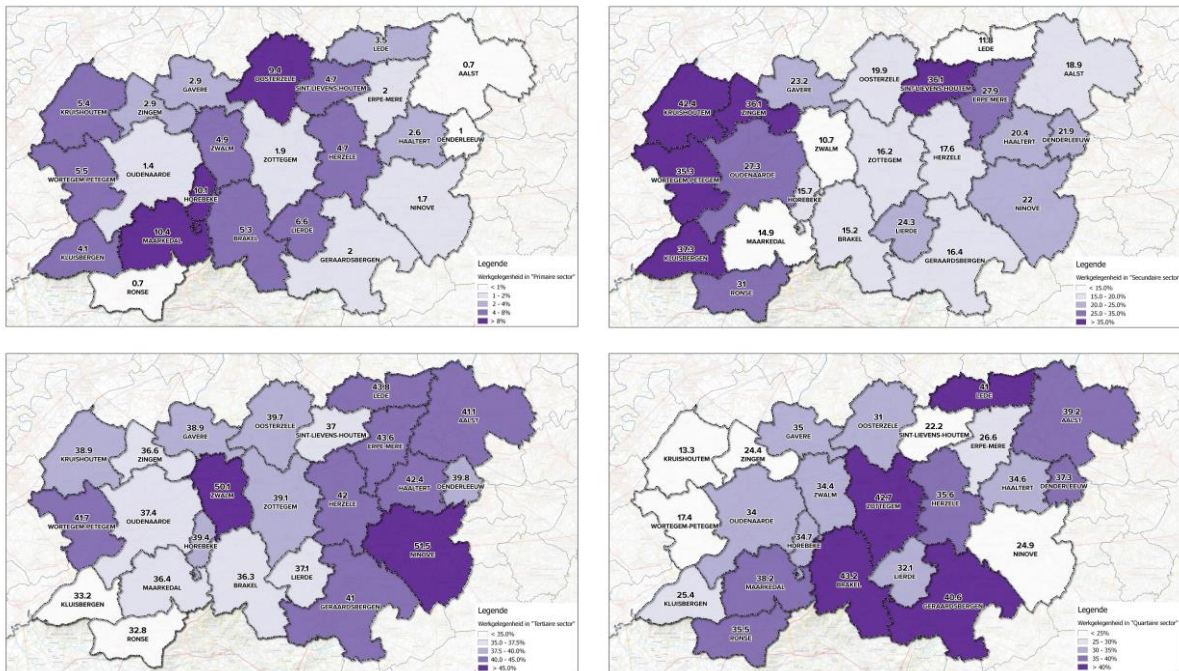 3.5
LEDE
0.7
AALST
9.4
OOSTERZELE
4.7
SINT-LIEVENS-HOUTEM
2.9
GAVERE
2
ERPE-MERE
5.4
KRUISHOUTEM
2.9
ZINGEM
2.6
HAALTERT
1
DENDERLEEUW
4.9
ZWALM
1.9
ZOTTEGEM
4.7
HERZELE
5.5
WORTEGEM-PETEGEM
1.4
OUDENAARDE
10.1
HOREBEKE
1.7
NINOVE
10.4
MAARKEDAL
5.3
BRAKEL
6.6
LIERDE
4.1
KLUISBERGEN
2
GERAARDSBERGEN
0.7
RONSE
Legende
Werkgelegenheid in "Primaire sector"
< 1%
1 - 2%
2 - 4%
4 - 8%
> 8%
11.8
LEDE
18.9
AALST
19.9
OOSTERZELE
36.1
SINT-LIEVENS-HOUTEM
23.2
GAVERE
27.9
ERPE-MERE
42.4
KRUISHOUTEM
36.1
ZINGEM
20.4
HAALTERT
21.9
DENDERLEEUW
10.7
ZWALM
16.2
ZOTTEGEM
17.6
HERZELE
35.3
WORTEGEM-PETEGEM
27.3
OUDENAARDE
15.7
HOREBEKE
22
NINOVE
14.9
MAARKEDAL
15.2
BRAKEL
24.3
LIERDE
37.3
KLUISBERGEN
16.4
GERAARDSBERGEN
31
RONSE
Legende
Werkgelegenheid in "Secundaire sector"
< 15.0%
15.0 - 20.0%
20.0 - 25.0%
25.0 - 35.0%
> 35.0%
43.8
LEDE
41.1
AALST
39.7
OOSTERZELE
37
SINT-LIEVENS-HOUTEM
38.9
GAVERE
43.6
ERPE-MERE
38.9
KRUISHOUTEM
36.6
ZINGEM
42.4
HAALTERT
39.8
DENDERLEEUW
50.1
ZWALM
39.1
ZOTTEGEM
42
HERZELE
41.7
WORTEGEM-PETEGEM
37.4
OUDENAARDE
39.4
HOREBEKE
51.5
NINOVE
36.4
MAARKEDAL
36.3
BRAKEL
37.1
LIERDE
33.2
KLUISBERGEN
41
GERAARDSBERGEN
32.8
RONSE
Legende
Werkgelegenheid in "Tertiaire sector"
< 35.0%
35.0 - 37.5%
37.5 - 40.0%
40.0 - 45.0%
> 45.0%
41
LEDE
39.2
AALST
31
OOSTERZELE
22.2
SINT-LIEVENS-HOUTEM
35
GAVERE
26.6
ERPE-MERE
13.3
KRUISHOUTEM
24.4
ZINGEM
34.6
HAALTERT
37.3
DENDERLEEUW
34.4
ZWALM
42.7
ZOTTEGEM
35.6
HERZELE
17.4
WORTEGEM-PETEGEM
34
OUDENAARDE
34.7
HOREBEKE
24.9
NINOVE
38.2
MAARKEDAL
43.2
BRAKEL
32.1
LIERDE
25.4
KLUISBERGEN
40.6
GERAARDSBERGEN
35.5
RONSE
Legende
Werkgelegenheid in "Quartaire sector"
< 25%
25 - 30%
30 - 35%
35 - 40%
> 40%